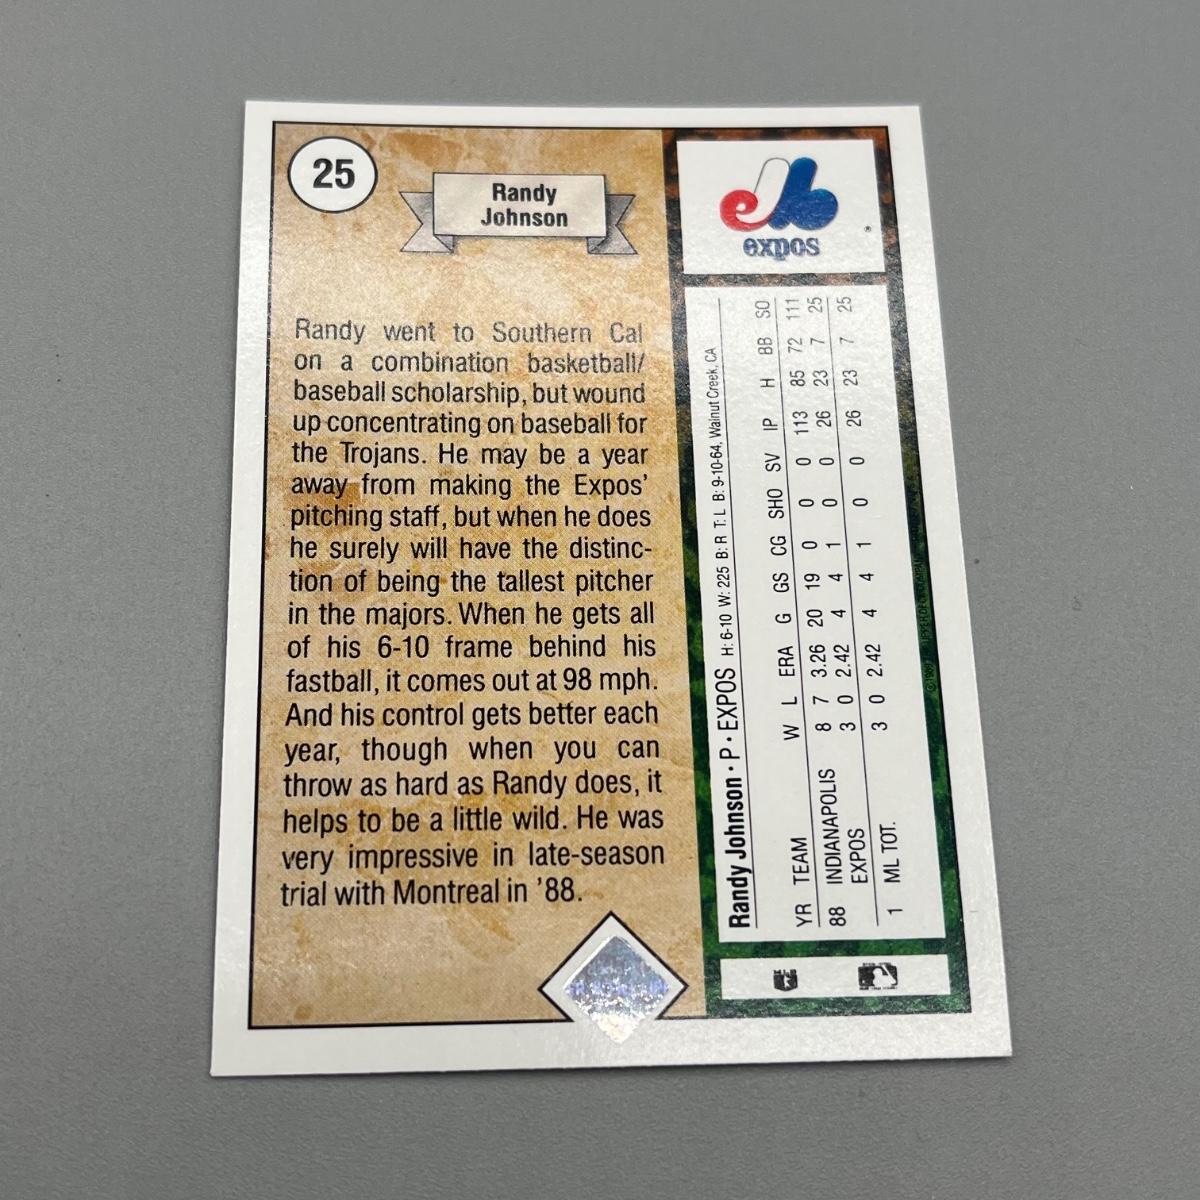 25
Randy
Johnson
Randy went to Southern Cal
on a combination basketball/
baseball scholarship, but wound
up concentrating on baseball for
the Trojans. He may be a year
away from making the Expos'
pitching staff, but when he does
he surely will have the distinc-
tion of being the tallest pitcher
in the majors. When he gets all
of his 6-10 frame behind his
fastball, it comes out at 98 mph.
And his control gets better each
year, though when you can
throw as hard as Randy does, it
helps to be a little wild. He was
very impressive in late-season
trial with Montreal in '88.
expos
Randy Johnson • P • EXPOS H: 6-10 W: 225 B: R T: L B: 9-10-64, Walnut Creek, CA
YR TEAM W L ERA G GS CG SHO SV IP H BB SO
88 INDIANAPOLIS 8 7 3.26 20 19 0 0 0 113 85 72 111
EXPOS 3 0 2.42 4 4 1 0 0 26 23 7 25
1 ML TOT. 3 0 2.42 4 4 1 0 0 26 23 7 25